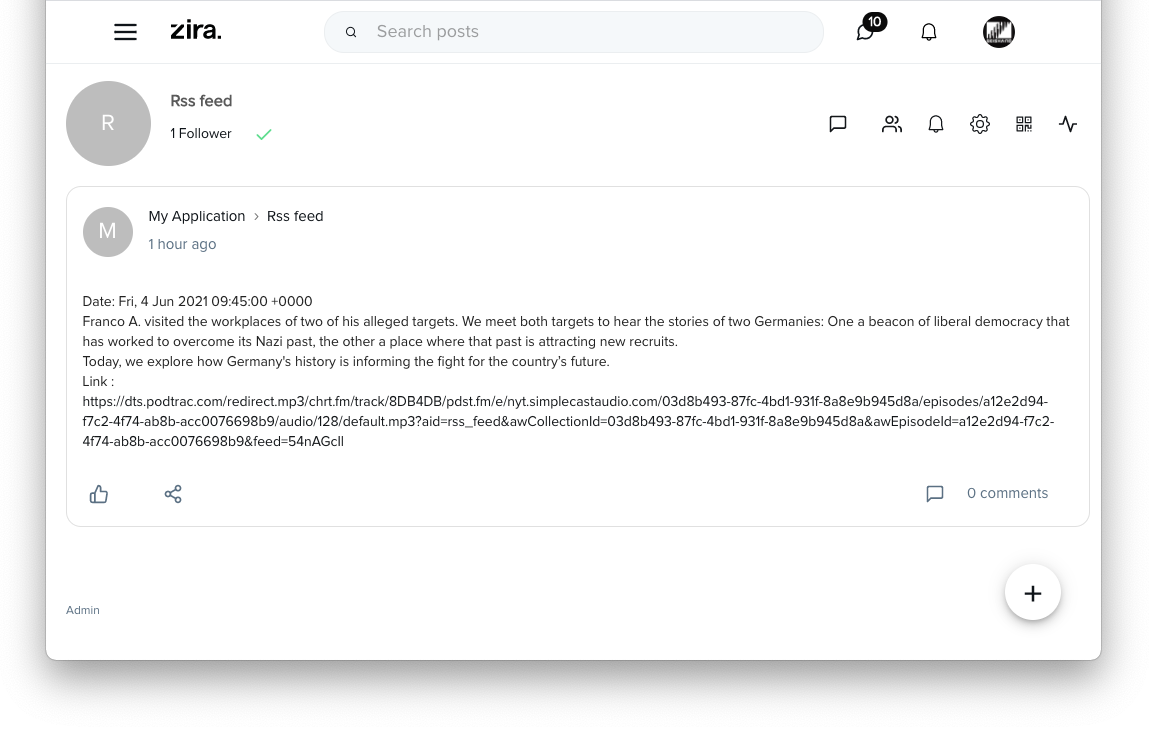 zira.
Search posts
10
R
Rss feed
1 Follower
M
My Application › Rss feed
1 hour ago
Date: Fri, 4 Jun 2021 09:45:00 +0000
Franco A. visited the workplaces of two of his alleged targets. We meet both targets to hear the stories of two Germanies: One a beacon of liberal democracy that
has worked to overcome its Nazi past, the other a place where that past is attracting new recruits.
Today, we explore how Germany's history is informing the fight for the country's future.
Link :
https://dts.podtrac.com/redirect.mp3/chrt.fm/track/8DB4DB/pdst.fm/e/nyt.simplecastaudio.com/03d8b493-87fc-4bd1-931f-8a8e9b945d8a/episodes/a12e2d94-
f7c2-4f74-ab8b-acc0076698b9/audio/128/default.mp3?aid=rss_feed&awCollectionId=03d8b493-87fc-4bd1-931f-8a8e9b945d8a&awEpisodeId=a12e2d94-f7c2-
4f74-ab8b-acc0076698b9&feed=54nAGcIl
0 comments
Admin